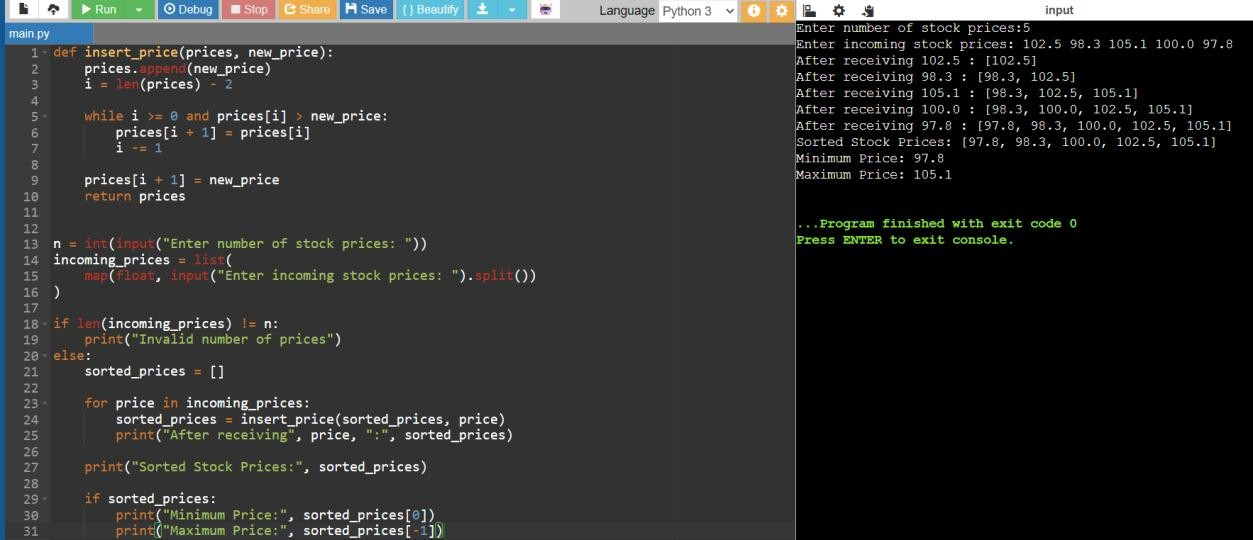 Run Debug Stop Share Save { } Beautify Language Python 3
main.py
1 def insert_price(prices, new_price):
2 prices.append(new_price)
3 i = len(prices) - 2
4
5 while i >= 0 and prices[i] > new_price:
6 prices[i + 1] = prices[i]
7 i -= 1
8
9 prices[i + 1] = new_price
10 return prices
11
12
13 n = int(input("Enter number of stock prices: "))
14 incoming_prices = list(
15 map(float, input("Enter incoming stock prices: ").split())
16 )
17
18 if len(incoming_prices) != n:
19 print("Invalid number of prices")
20 else:
21 sorted_prices = []
22
23 for price in incoming_prices:
24 sorted_prices = insert_price(sorted_prices, price)
25 print("After receiving", price, ":", sorted_prices)
26
27 print("Sorted Stock Prices:", sorted_prices)
28
29 if sorted_prices:
30 print("Minimum Price:", sorted_prices[0])
31 print("Maximum Price:", sorted_prices[-1])
input
Enter number of stock prices:5
Enter incoming stock prices: 102.5 98.3 105.1 100.0 97.8
After receiving 102.5 : [102.5]
After receiving 98.3 : [98.3, 102.5]
After receiving 105.1 : [98.3, 102.5, 105.1]
After receiving 100.0 : [98.3, 100.0, 102.5, 105.1]
After receiving 97.8 : [97.8, 98.3, 100.0, 102.5, 105.1]
Sorted Stock Prices: [97.8, 98.3, 100.0, 102.5, 105.1]
Minimum Price: 97.8
Maximum Price: 105.1
...Program finished with exit code 0
Press ENTER to exit console.